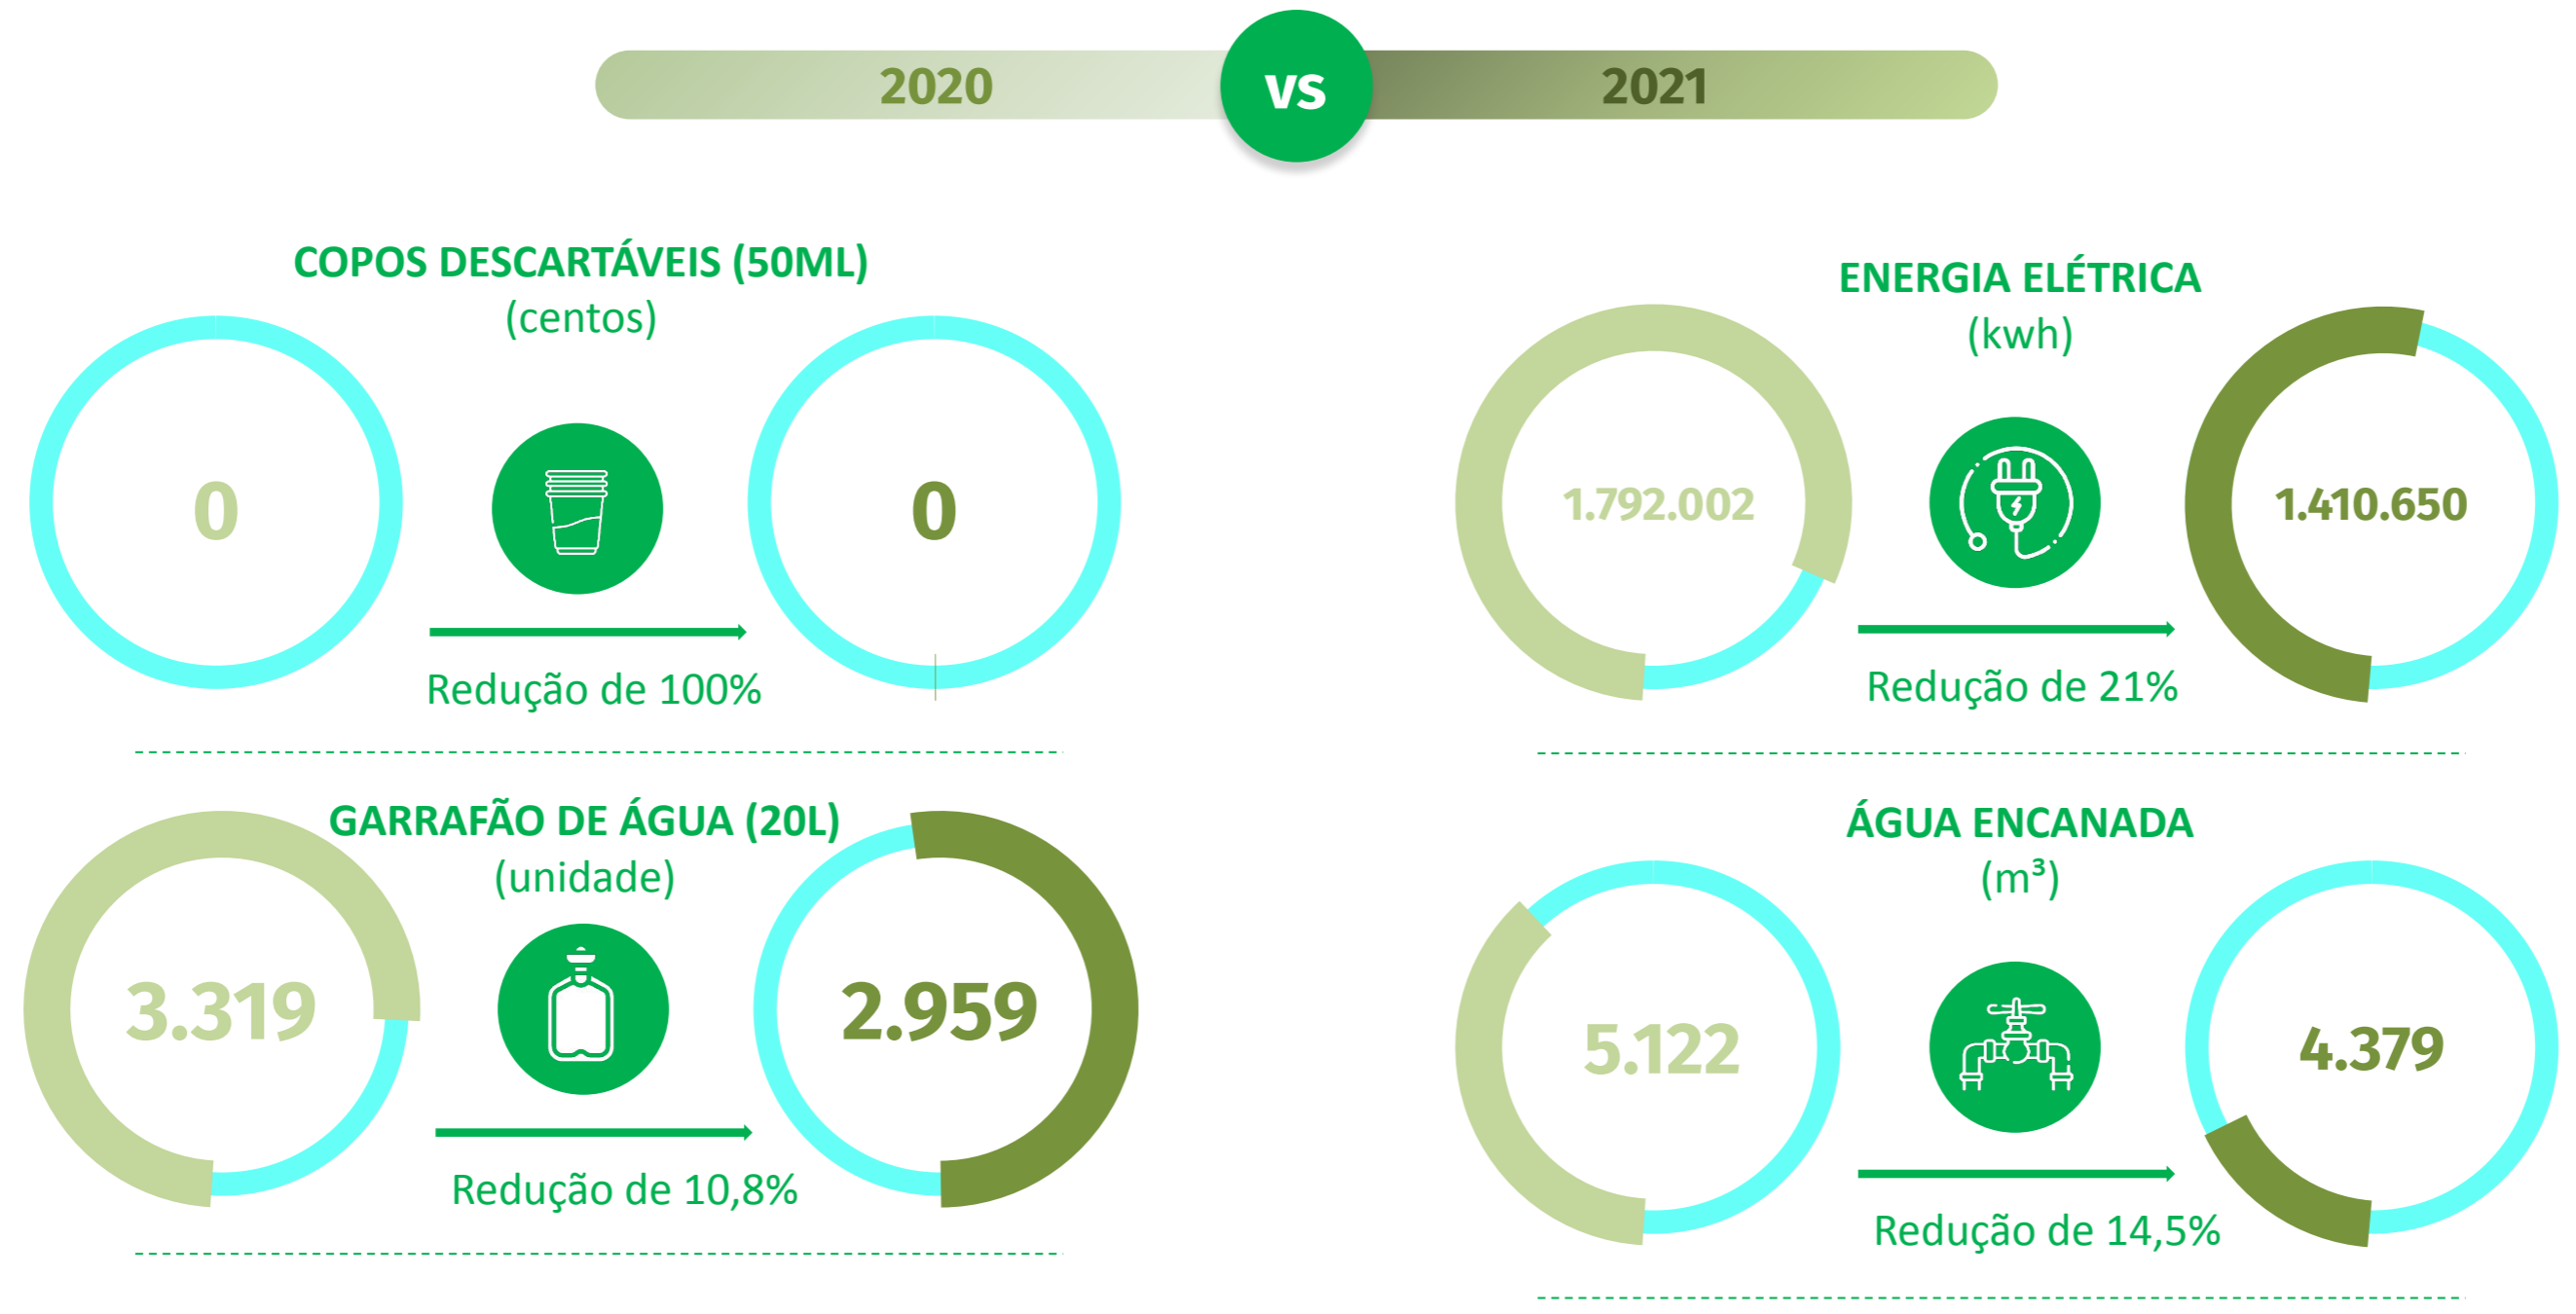 2020
VS
2021
COPOS DESCARTÁVEIS (50ML)
(centos)
0
0
Redução de 100%
ENERGIA ELÉTRICA
(kwh)
1.792.002
1.410.650
Redução de 21%
GARRAFÃO DE ÁGUA (20L)
(unidade)
3.319
2.959
Redução de 10,8%
ÁGUA ENCANADA
(m³)
5.122
4.379
Redução de 14,5%